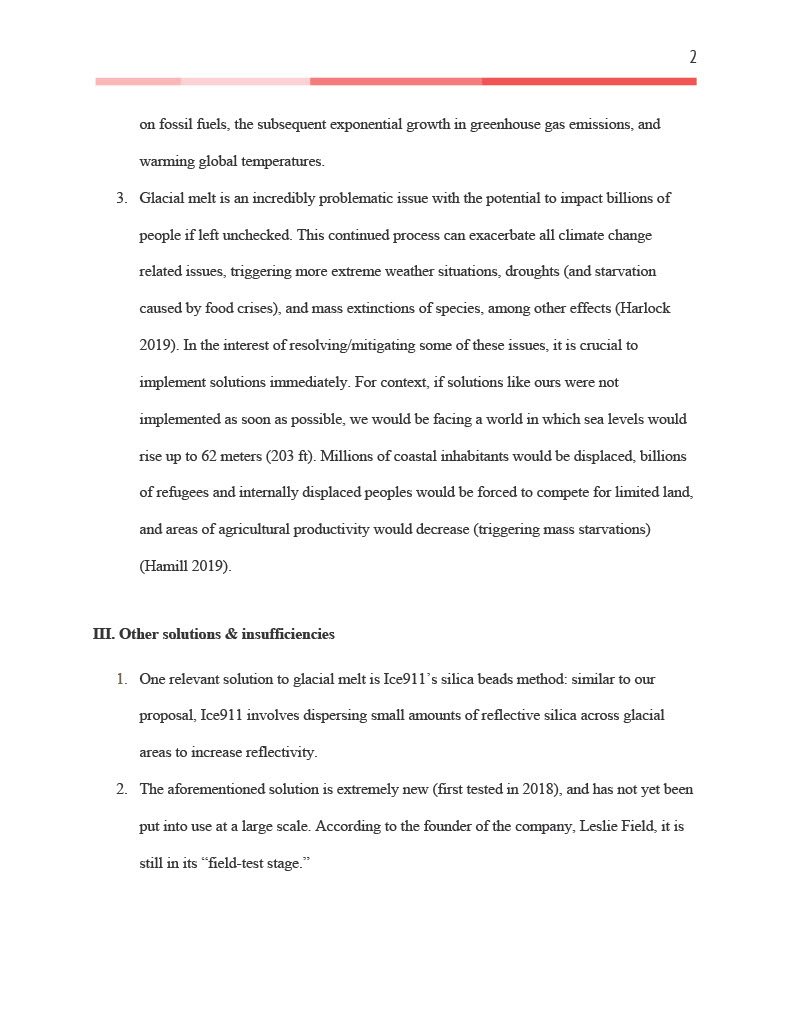 2
on fossil fuels, the subsequent exponential growth in greenhouse gas emissions, and
warming global temperatures.
3. Glacial melt is an incredibly problematic issue with the potential to impact billions of
people if left unchecked. This continued process can exacerbate all climate change
related issues, triggering more extreme weather situations, droughts (and starvation
caused by food crises), and mass extinctions of species, among other effects (Harlock
2019). In the interest of resolving/mitigating some of these issues, it is crucial to
implement solutions immediately. For context, if solutions like ours were not
implemented as soon as possible, we would be facing a world in which sea levels would
rise up to 62 meters (203 ft). Millions of coastal inhabitants would be displaced, billions
of refugees and internally displaced peoples would be forced to compete for limited land,
and areas of agricultural productivity would decrease (triggering mass starvations)
(Hamill 2019).
III. Other solutions & insufficiencies
1. One relevant solution to glacial melt is Ice911’s silica beads method: similar to our
proposal, Ice911 involves dispersing small amounts of reflective silica across glacial
areas to increase reflectivity.
2. The aforementioned solution is extremely new (first tested in 2018), and has not yet been
put into use at a large scale. According to the founder of the company, Leslie Field, it is
still in its “field-test stage.”